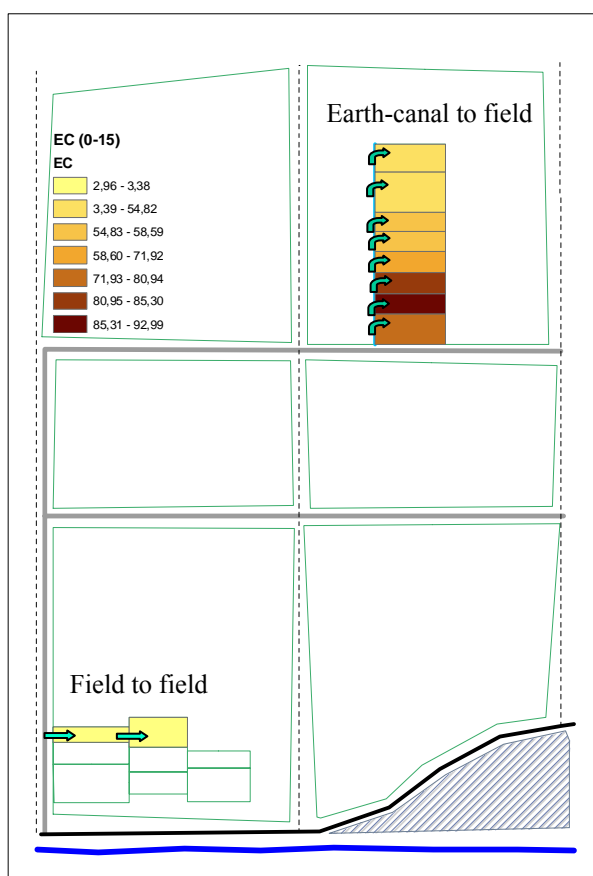 Earth-canal to field
EC (0-15)
EC
2,96 - 3,38
3,39 - 54,82
54,83 - 58,59
58,60 - 71,92
71,93 - 80,94
80,95 - 85,30
85,31 - 92,99
Field to field